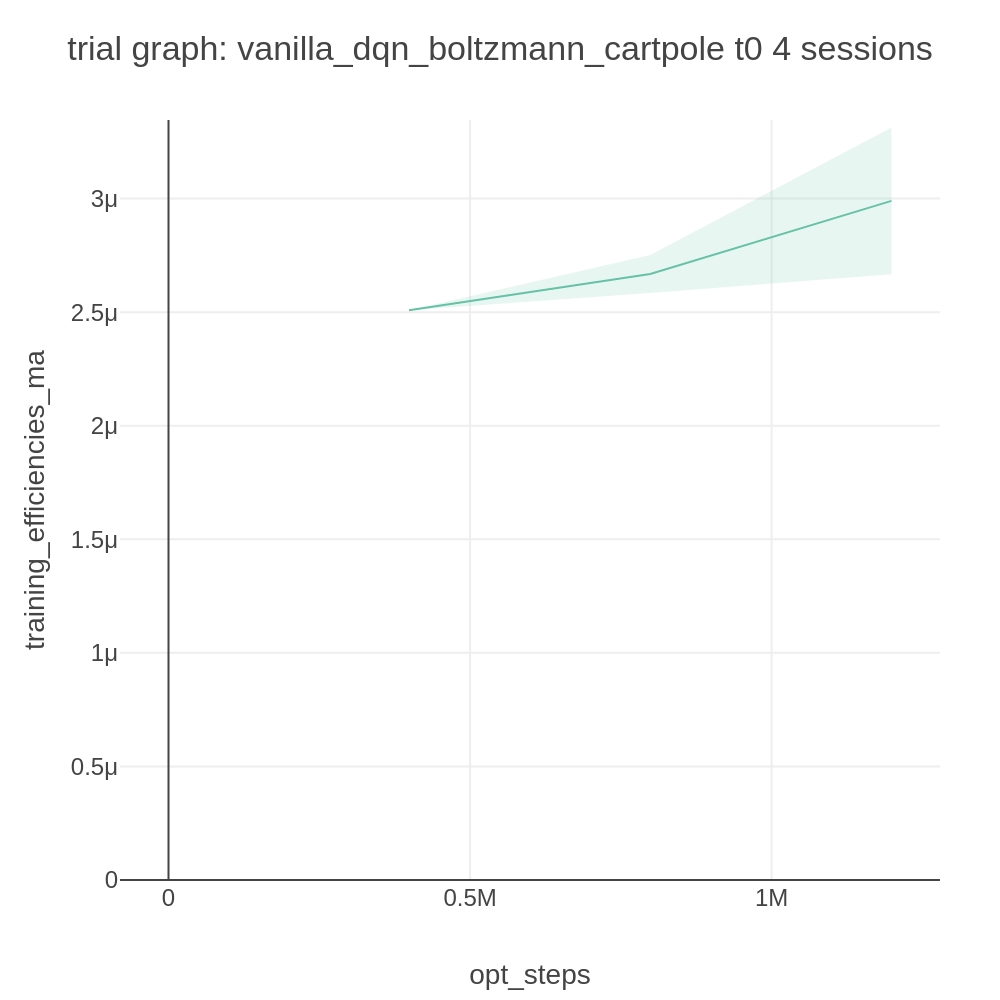 trial graph: vanilla_dqn_boltzmann_cartpole t0 4 sessions
3μ
2.5μ
2μ
1.5μ
1μ
0.5μ
0
training_efficiencies_ma
0 0.5M 1M
opt_steps